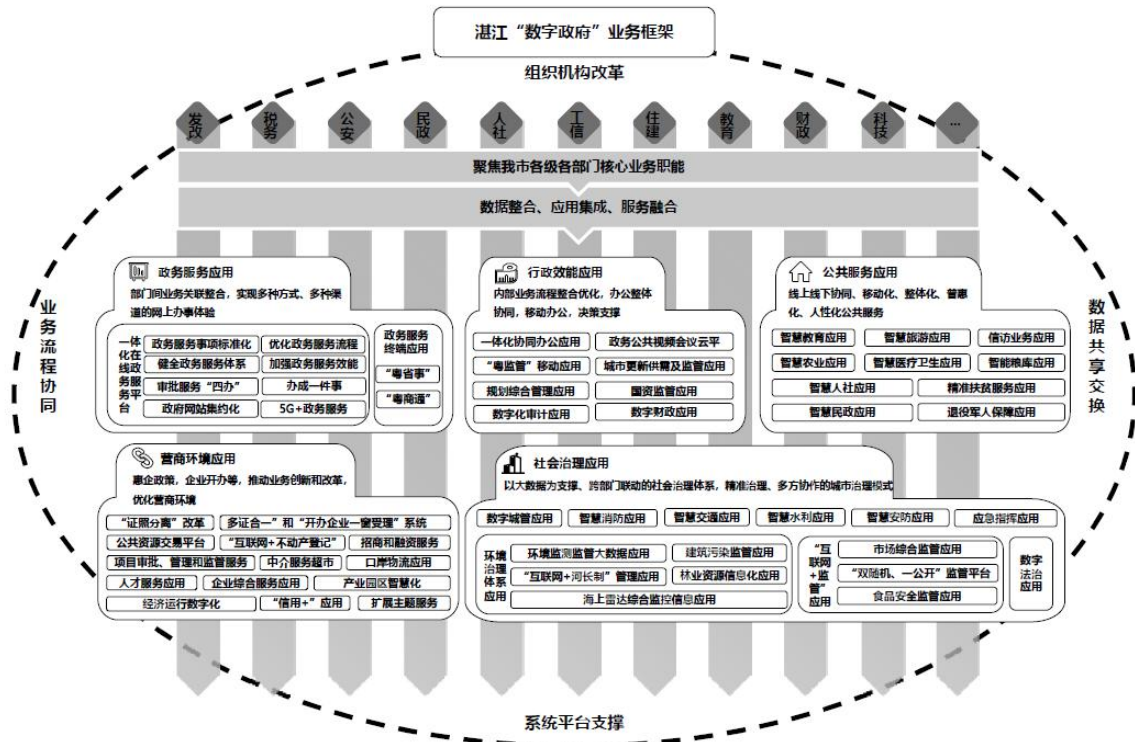 湛江“数字政府”业务框架
组织机构改革
发改
税务
公安
民政
人社
工信
住建
教育
财政
科技
...
聚焦我市各级各部门核心业务职能
数据整合、应用集成、服务融合
业务流程协同
数据共享交换
政务服务应用
部门间业务关联整合，实现多种方式、多种渠
道的网上办事体验
一体化在线政务服务平台
政务服务事项标准化
优化政务服务流程
健全政务服务体系
加强政务服务效能
审批服务“四办”
办成一件事
政府网站集约化
5G+政务服务
政务服务
终端应用
“粤省事”
“粤商通”
行政效能应用
内部业务流程整合优化，办公整体
协同，移动办公，决策支撑
一体化协同办公应用
政务公共视频会议云平
“粤监管”移动应用
城市更新供需及监管应用
规划综合管理应用
国资监管应用
数字化审计应用
数字财政应用
公共服务应用
线上线下协同、移动化、整体化、普惠
化、人性化公共服务
智慧教育应用
智慧旅游应用
信访业务应用
智慧农业应用
智慧医疗卫生应用
智能粮库应用
智慧人社应用
精准扶贫服务应用
智慧民政应用
退役军人保障应用
营商环境应用
惠企政策，企业开办等，推动业务创新和改革，
优化营商环境
“证照分离”改革
多证合一”和“开办企业一窗受理”系统
公共资源交易平台
“互联网+不动产登记”
招商和融资服务
项目审批、管理和监管服务
中介服务超市
口岸物流应用
人才服务应用
企业综合服务应用
产业园区智慧化
经济运行数字化
“信用+”应用
扩展主题服务
社会治理应用
以大数据为支撑、跨部门联动的社会治理体系，精准治理、多方协作的城市治理模式
数字城管应用
智慧消防应用
智慧交通应用
智慧水利应用
智慧安防应用
应急指挥应用
环境治理体系应用
环境监测监管大数据应用
建筑污染监管应用
“互联网+河长制”管理应用
林业资源信息化应用
海上雷达综合监控信息应用
“互联网+监管”应用
市场综合监管应用
“双随机、一公开”监管平台
食品安全监管应用
数字法治应用
系统平台支撑